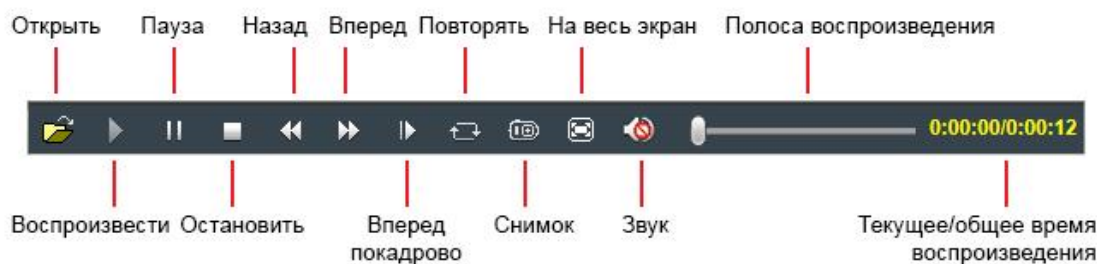 Открыть Пауза Назад Вперед Повторять На весь экран Полоса воспроизведения
0:00:00/0:00:12
Воспроизвести Остановить Вперед покадрово Снимок Звук Текущее/общее время воспроизведения